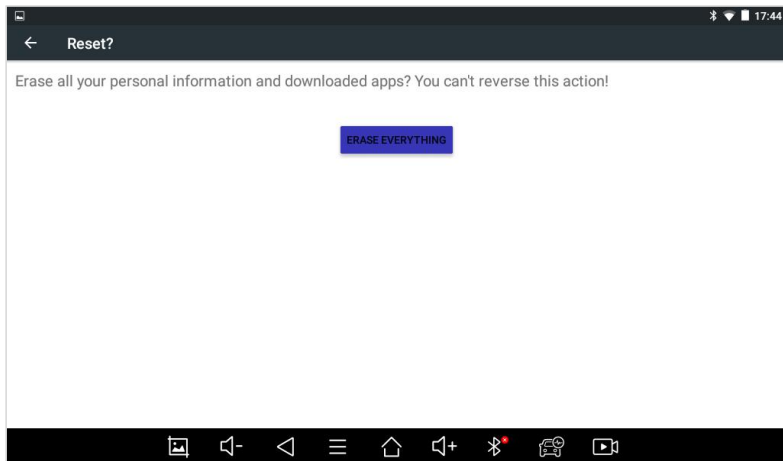 17:44
Reset?
Erase all your personal information and downloaded apps? You can't reverse this action!
ERASE EVERYTHING